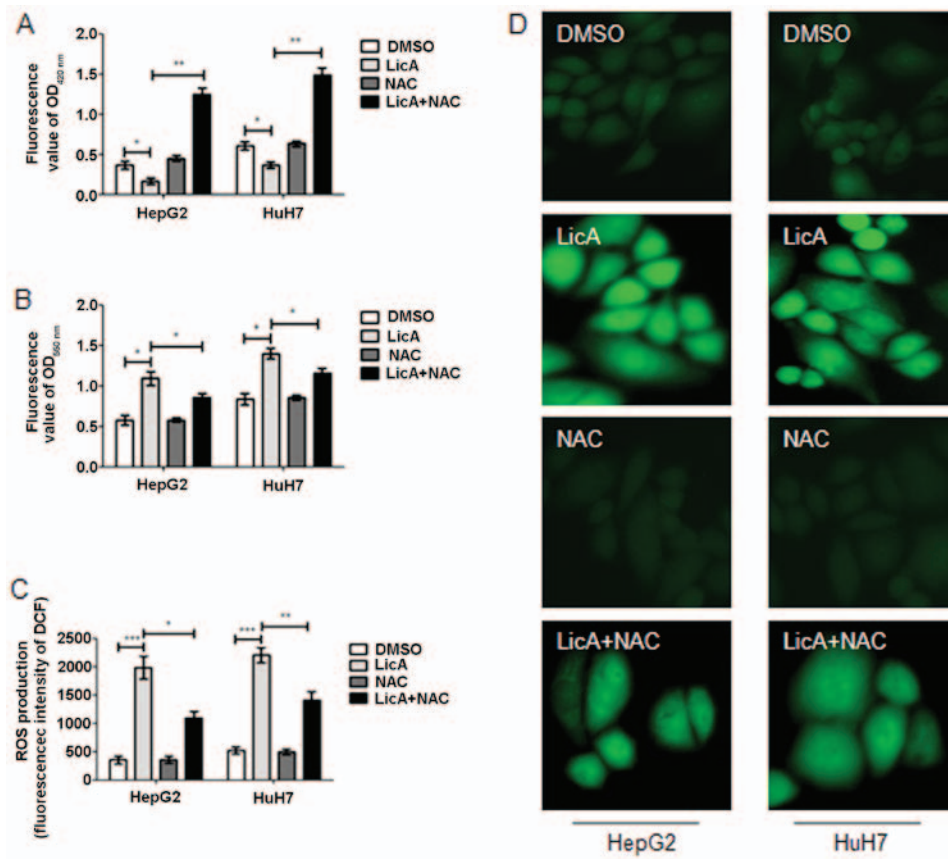 A
Fluorescence
value of OD420 nm
2.0
1.5
1.0
0.5
0.0
*
**
*
**
HepG2
HuH7
DMSO
LicA
NAC
LicA+NAC
B
Fluorescence
value of OD560 nm
2.0
1.5
1.0
0.5
0.0
*
*
*
*
HepG2
HuH7
DMSO
LicA
NAC
LicA+NAC
C
ROS production
(fluorescencec intensity of DCF)
2500
2000
1500
1000
500
0
***
*
***
**
HepG2
HuH7
DMSO
LicA
NAC
LicA+NAC
D
DMSO
DMSO
LicA
LicA
NAC
NAC
LicA+NAC
LicA+NAC
HepG2
HuH7